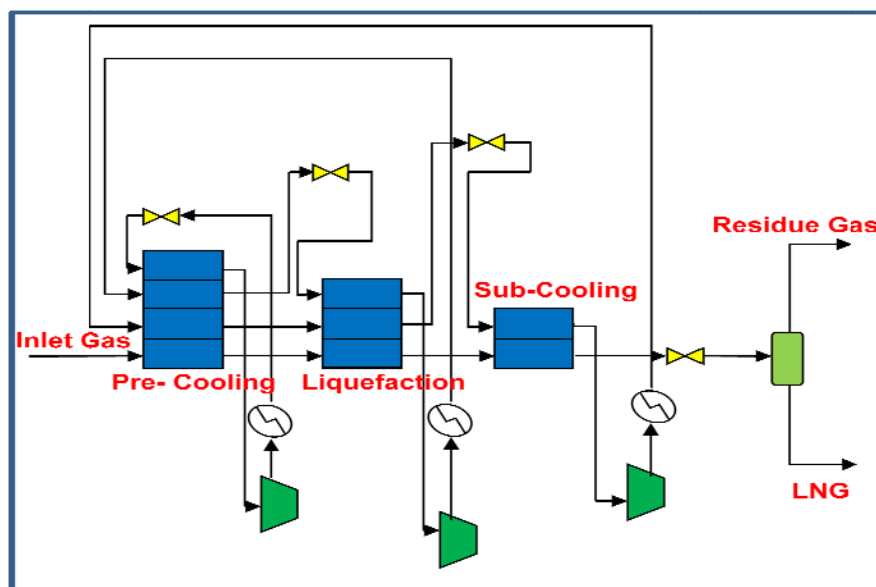 Residue Gas
Sub-Cooling
Inlet Gas
Pre- Cooling
Liquefaction
LNG